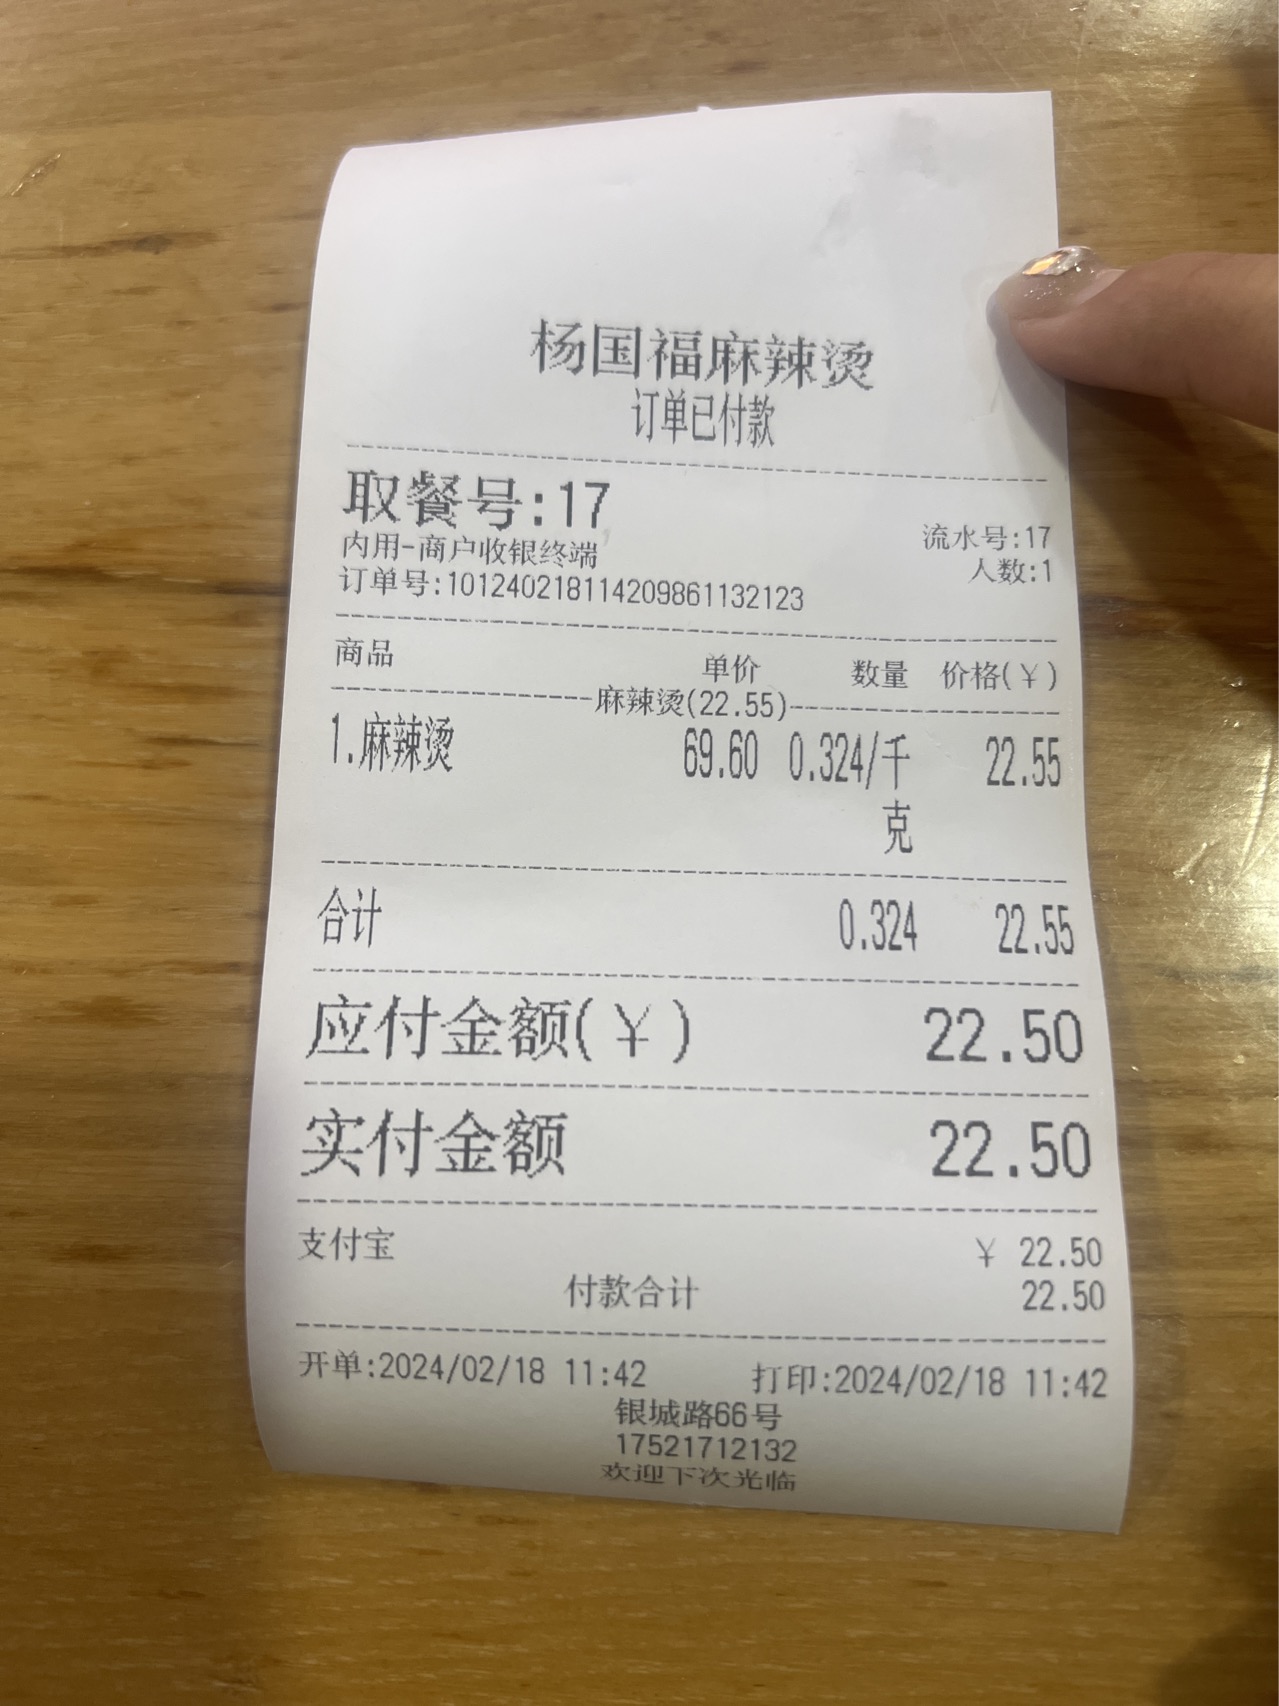 杨国福麻辣烫
订单已付款
取餐号:17
内用-商户收银终端 流水号:17
订单号:101240218114209861132123 人数:1
商品 单价 数量 价格(¥)
麻辣烫(22.55)
1.麻辣烫 69.60 0.324/千克 22.55
合计 0.324 22.55
应付金额(¥) 22.50
实付金额 22.50
支付宝 ¥ 22.50
付款合计 22.50
开单:2024/02/18 11:42 打印:2024/02/18 11:42
银城路66号
17521712132
欢迎下次光临